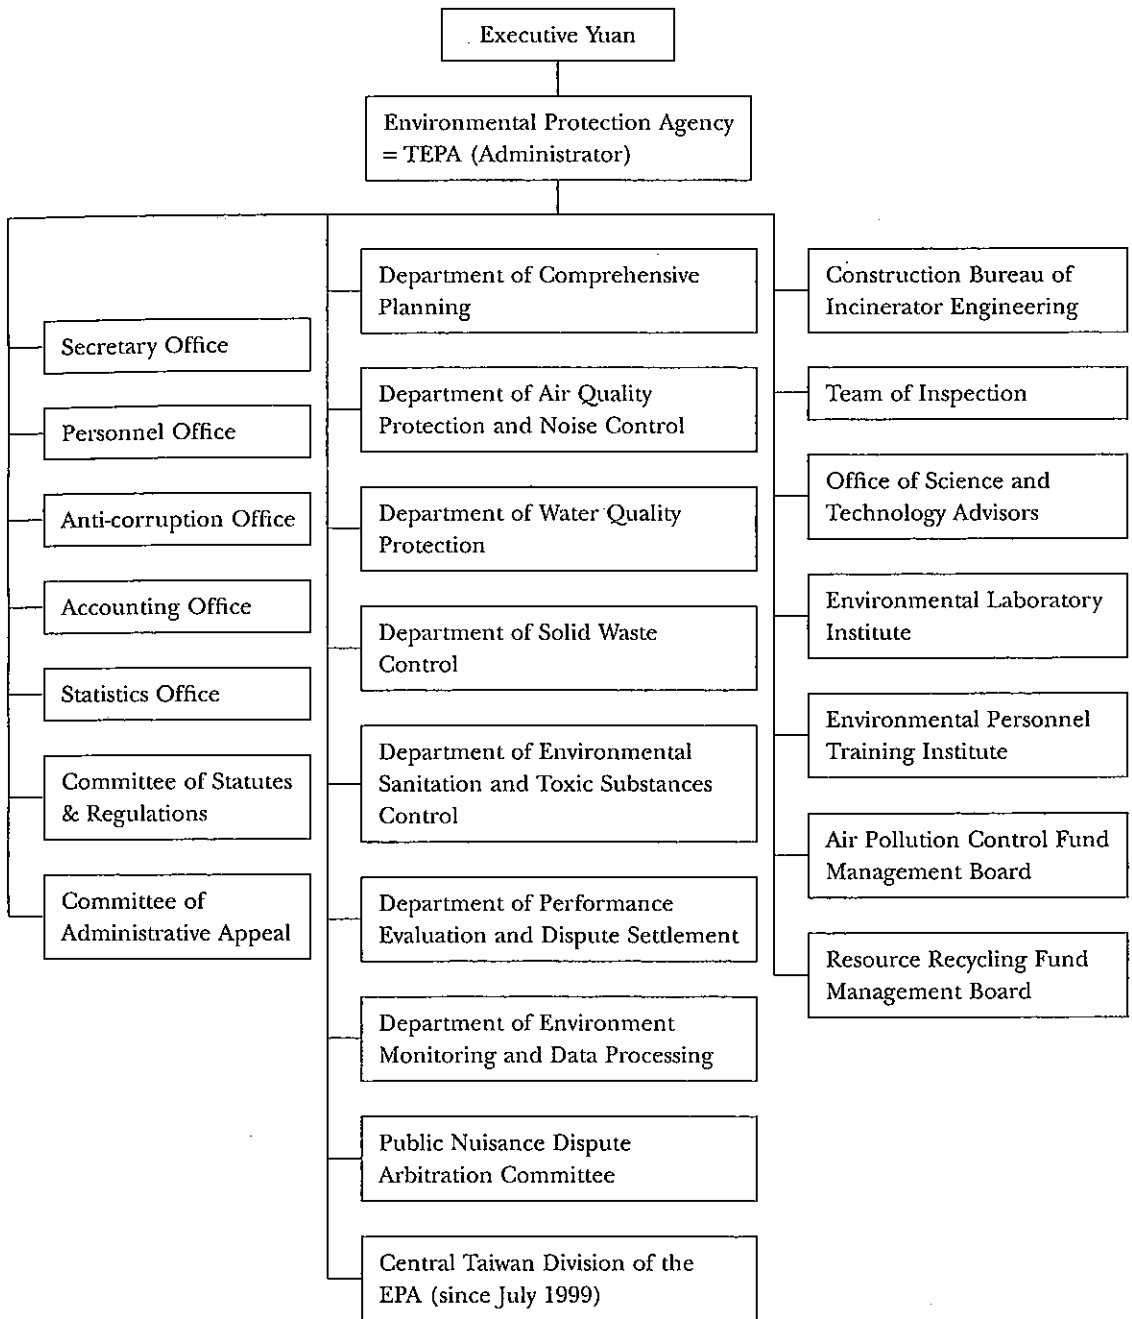 Executive Yuan
Environmental Protection Agency
= TEPA (Administrator)
Secretary Office
Personnel Office
Anti-corruption Office
Accounting Office
Statistics Office
Committee of Statutes
& Regulations
Committee of
Administrative Appeal
Department of Comprehensive
Planning
Department of Air Quality
Protection and Noise Control
Department of Water Quality
Protection
Department of Solid Waste
Control
Department of Environmental
Sanitation and Toxic Substances
Control
Department of Performance
Evaluation and Dispute Settlement
Department of Environment
Monitoring and Data Processing
Public Nuisance Dispute
Arbitration Committee
Central Taiwan Division of the
EPA (since July 1999)
Construction Bureau of
Incinerator Engineering
Team of Inspection
Office of Science and
Technology Advisors
Environmental Laboratory
Institute
Environmental Personnel
Training Institute
Air Pollution Control Fund
Management Board
Resource Recycling Fund
Management Board